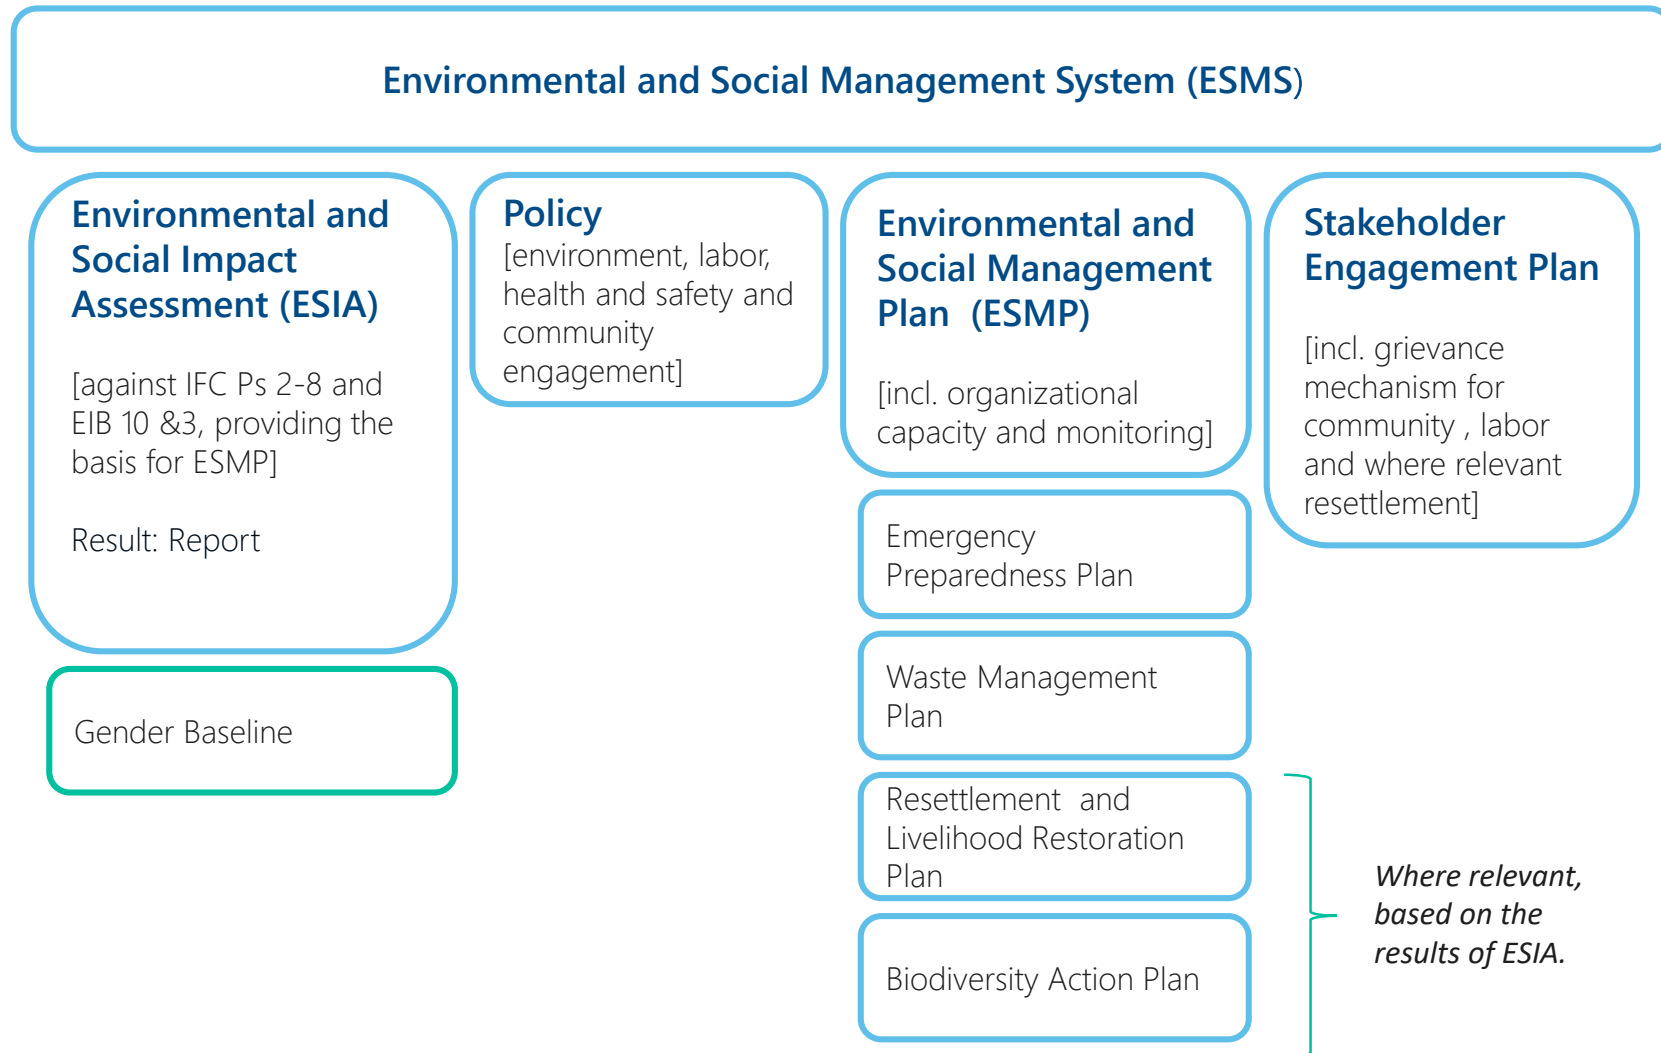 Environmental and Social Management System (ESMS)
Environmental and
Social Impact
Assessment (ESIA)
[against IFC Ps 2-8 and
EIB 10 &3, providing the
basis for ESMP]
Result: Report
Gender Baseline
Policy
[environment, labor,
health and safety and
community
engagement]
Environmental and
Social Management
Plan  (ESMP)
[incl. organizational
capacity and monitoring]
Emergency
Preparedness Plan
Waste Management
Plan
Resettlement  and
Livelihood Restoration
Plan
Biodiversity Action Plan
Stakeholder
Engagement Plan
[incl. grievance
mechanism for
community , labor
and where relevant
resettlement]
Where relevant,
based on the
results of ESIA.